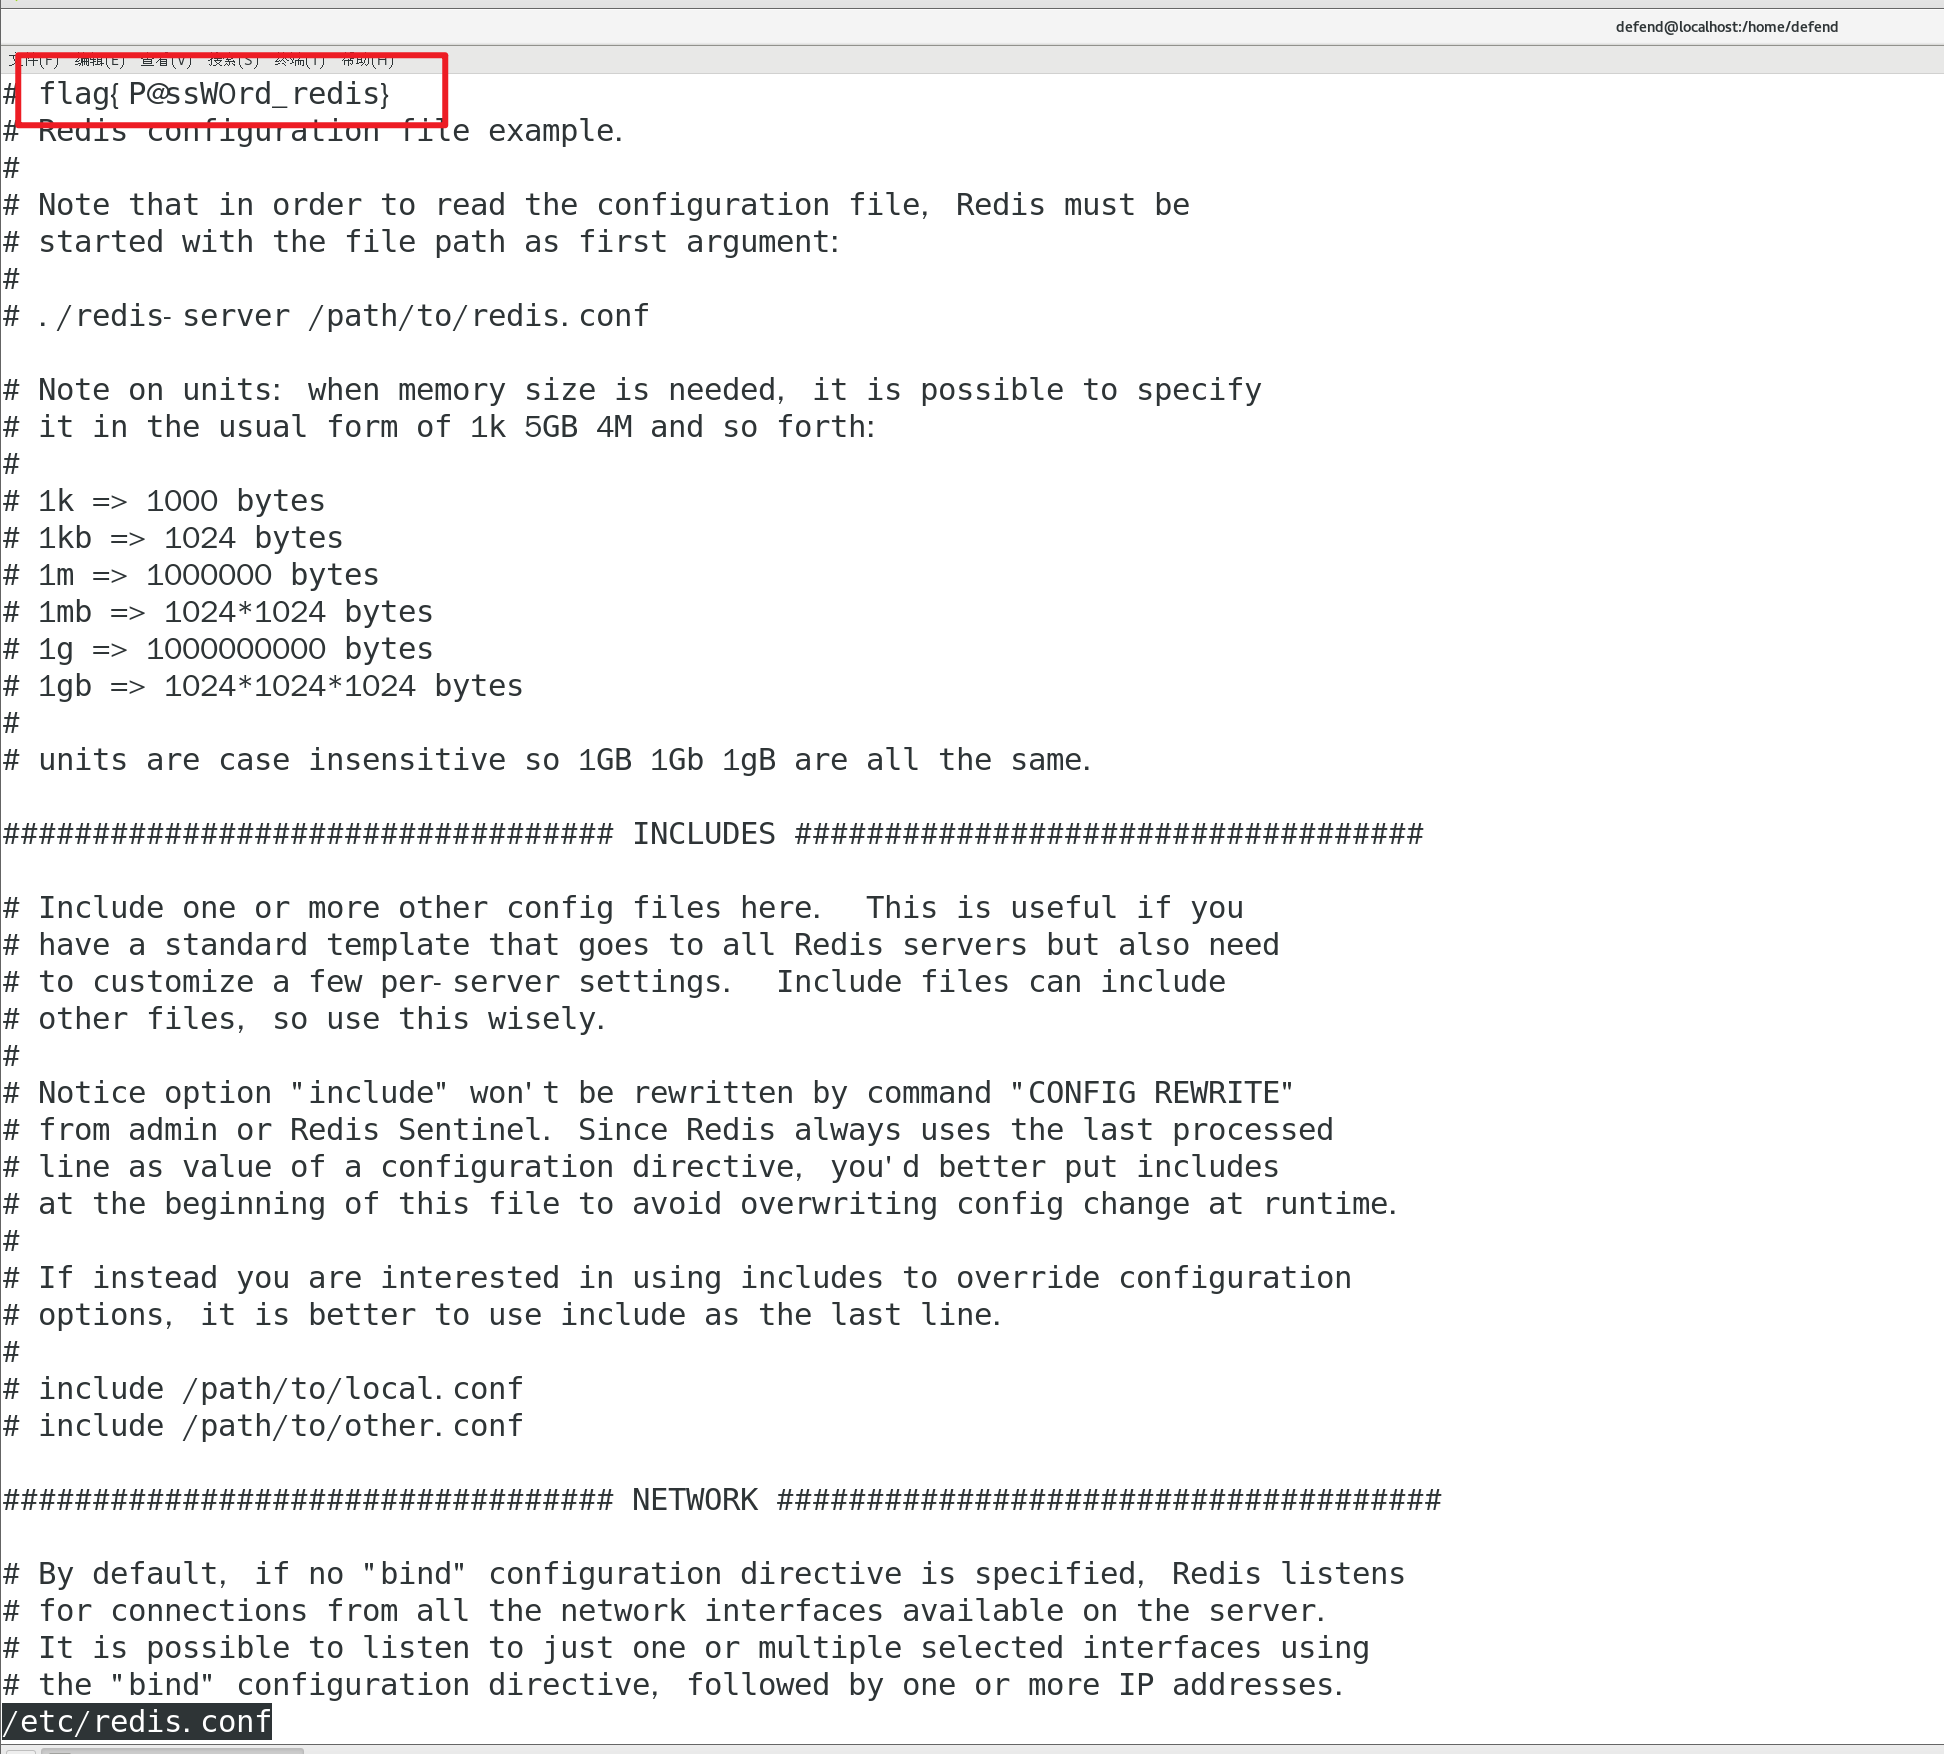 defend@localhost:/home/defend
文件(F) 编辑(E) 查看(V) 搜索(S) 终端(T) 帮助(H)
# flag{P@ssW0rd_redis}
# Redis configuration file example.
#
# Note that in order to read the configuration file, Redis must be
# started with the file path as first argument:
#
# ./redis-server /path/to/redis.conf

# Note on units: when memory size is needed, it is possible to specify
# it in the usual form of 1k 5GB 4M and so forth:
#
# 1k => 1000 bytes
# 1kb => 1024 bytes
# 1m => 1000000 bytes
# 1mb => 1024*1024 bytes
# 1g => 1000000000 bytes
# 1gb => 1024*1024*1024 bytes
#
# units are case insensitive so 1GB 1Gb 1gB are all the same.

################################## INCLUDES ###################################

# Include one or more other config files here.  This is useful if you
# have a standard template that goes to all Redis servers but also need
# to customize a few per-server settings.  Include files can include
# other files, so use this wisely.
#
# Notice option "include" won't be rewritten by command "CONFIG REWRITE"
# from admin or Redis Sentinel. Since Redis always uses the last processed
# line as value of a configuration directive, you'd better put includes
# at the beginning of this file to avoid overwriting config change at runtime.
#
# If instead you are interested in using includes to override configuration
# options, it is better to use include as the last line.
#
# include /path/to/local.conf
# include /path/to/other.conf

################################## NETWORK #####################################

# By default, if no "bind" configuration directive is specified, Redis listens
# for connections from all the network interfaces available on the server.
# It is possible to listen to just one or multiple selected interfaces using
# the "bind" configuration directive, followed by one or more IP addresses.
/etc/redis.conf